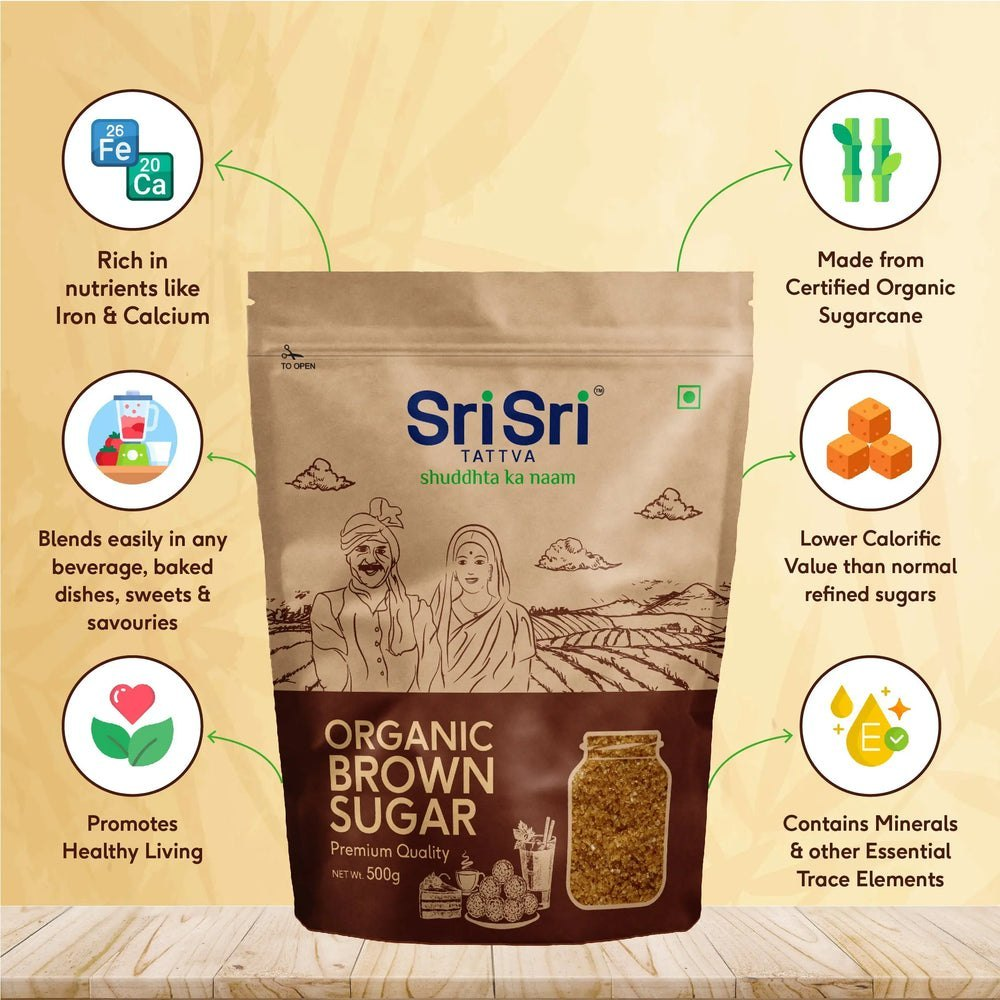 26
Fe
20
Ca
Rich in
nutrients like
Iron & Calcium
Blends easily in any
beverage, baked
dishes, sweets &
savouries
Promotes
Healthy Living
TO OPEN
SriSri™
TATTVA
shuddhta ka naam
ORGANIC
BROWN
SUGAR
Premium Quality
NET Wt. 500g
Made from
Certified Organic
Sugarcane
Lower Calorific
Value than normal
refined sugars
E
Contains Minerals
& other Essential
Trace Elements